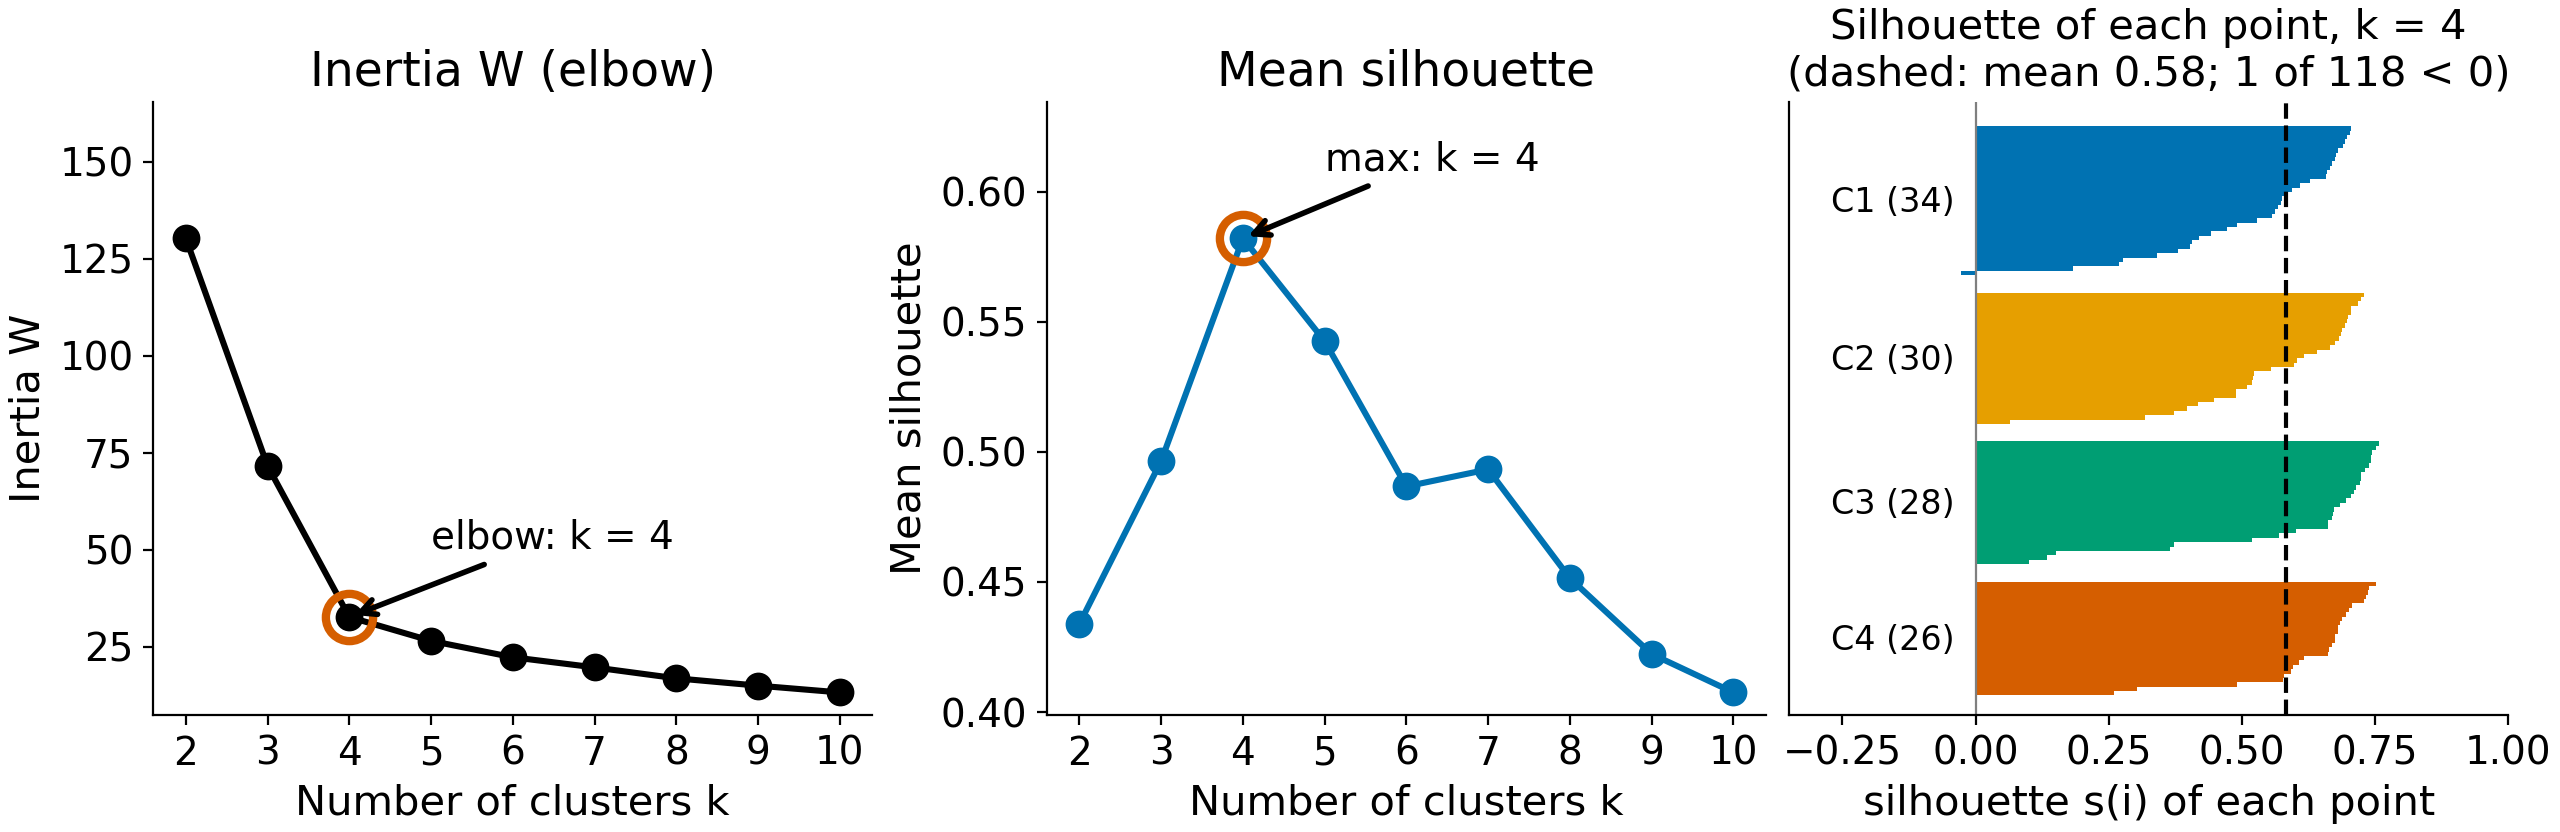 Inertia W (elbow)
Inertia W
150
125
100
75
50
25
elbow: k = 4
2 3 4 5 6 7 8 9 10
Number of clusters k
Mean silhouette
Mean silhouette
0.60
0.55
0.50
0.45
0.40
max: k = 4
2 3 4 5 6 7 8 9 10
Number of clusters k
Silhouette of each point, k = 4
(dashed: mean 0.58; 1 of 118 < 0)
C1 (34)
C2 (30)
C3 (28)
C4 (26)
−0.25 0.00 0.25 0.50 0.75 1.00
silhouette s(i) of each point